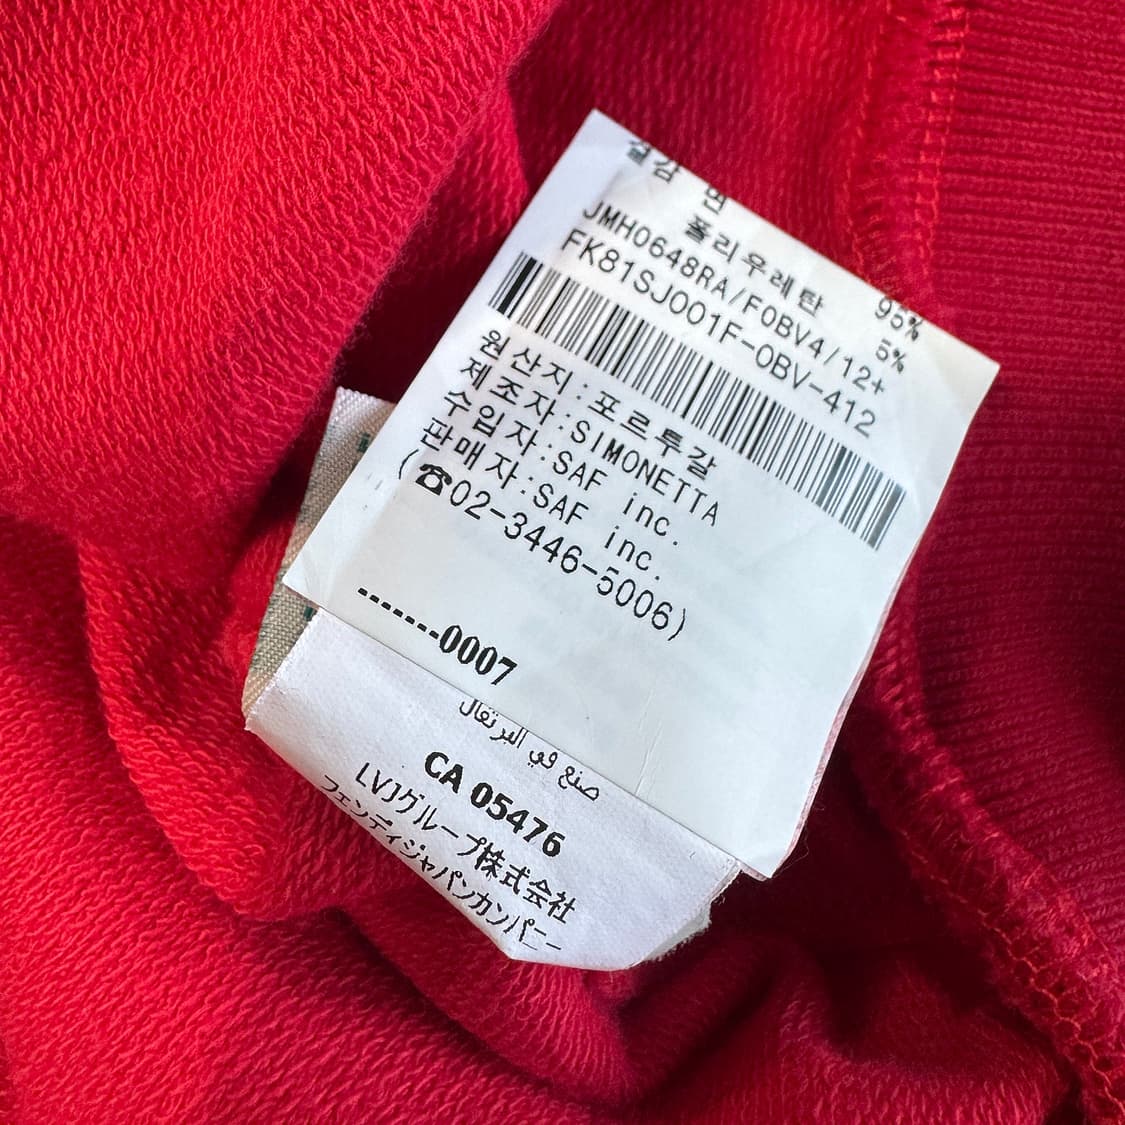 겉감 면 95%
폴리우레탄 5%
JMH0648RA/F0BV4/12+
FK81SJ001F-0BV-412
원산지:포르투갈
제조자:SIMONETTA
수입자:SAF inc.
판매자:SAF inc.
(☎02-3446-5006)
-------0007
صنع في البرتغال
CA 05476
LVJグループ株式会社
フェンディジャパンカンパニー